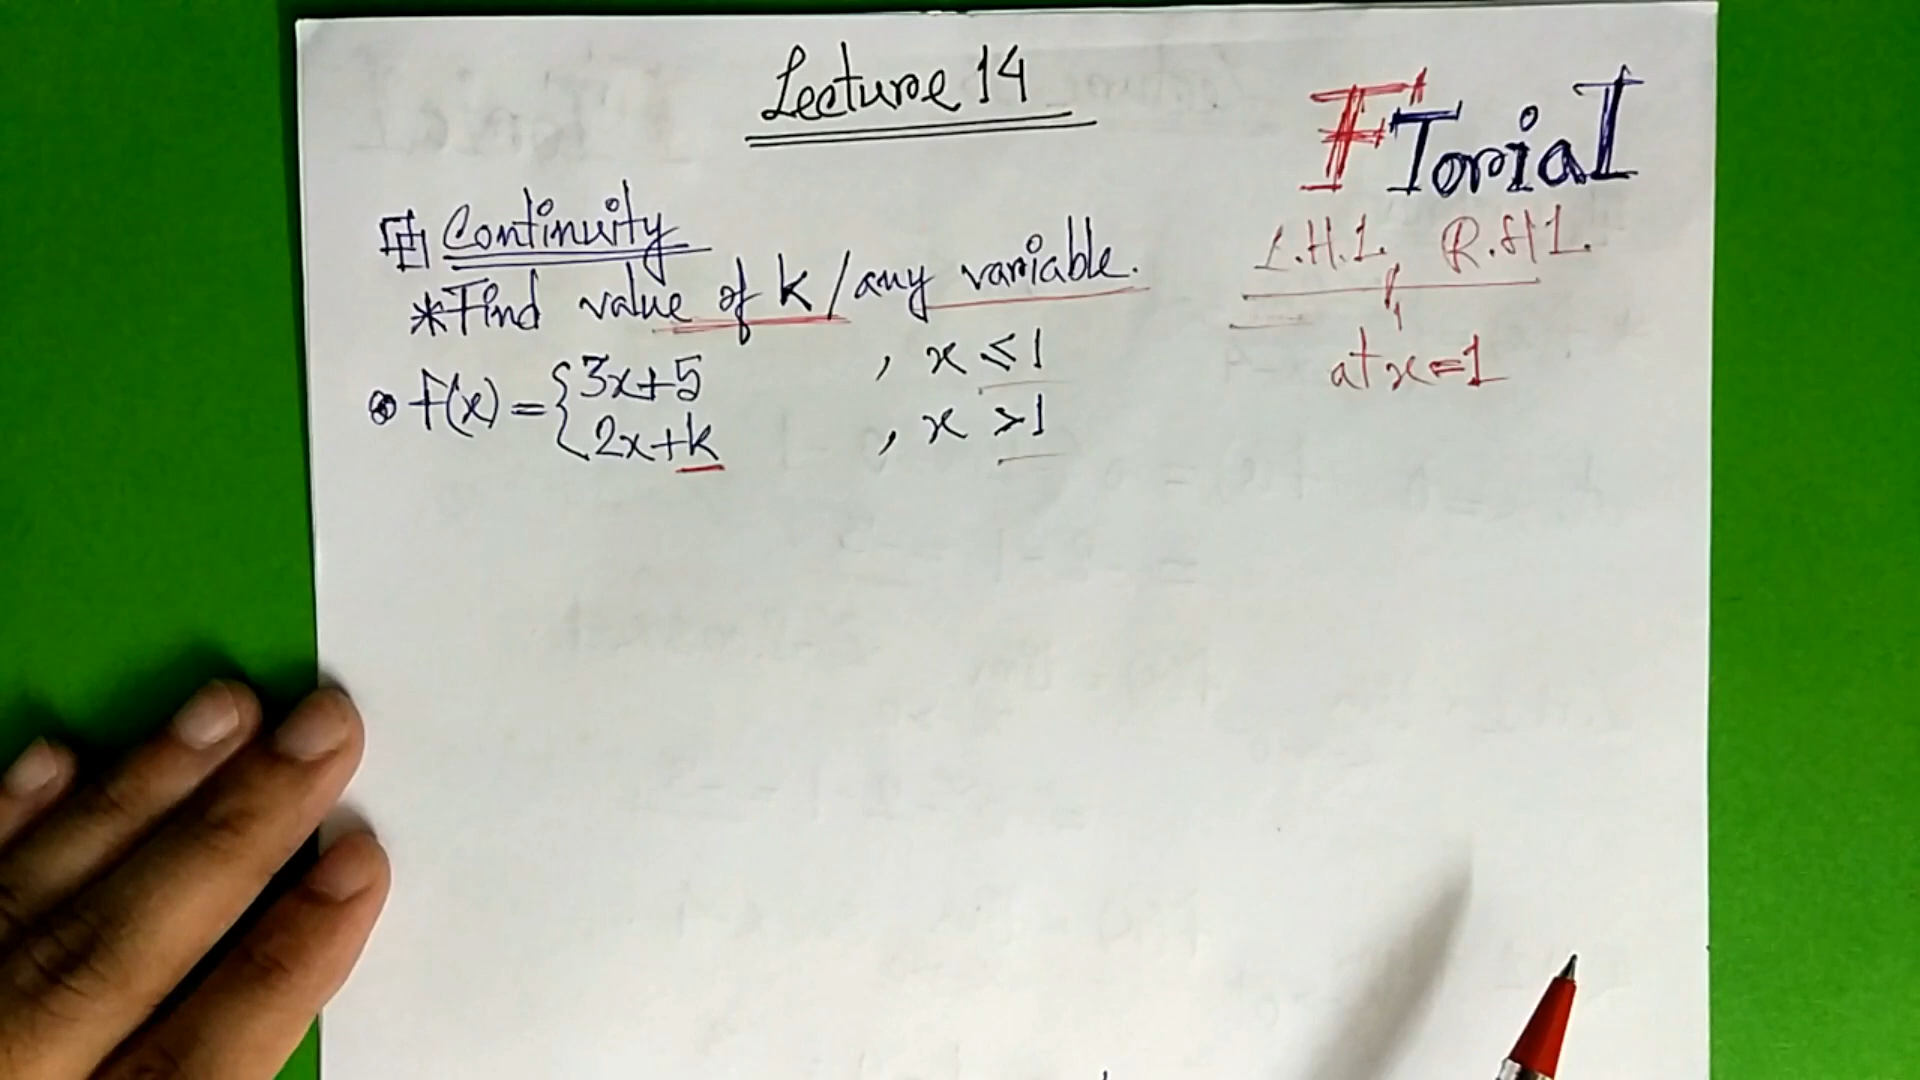 Lecture 14
FTorial
Continuity
*Find value of k / any variable.
L.H.L. R.H.L.
at x=1
f(x) = { 3x+5 , x ≤ 1
2x+k , x > 1